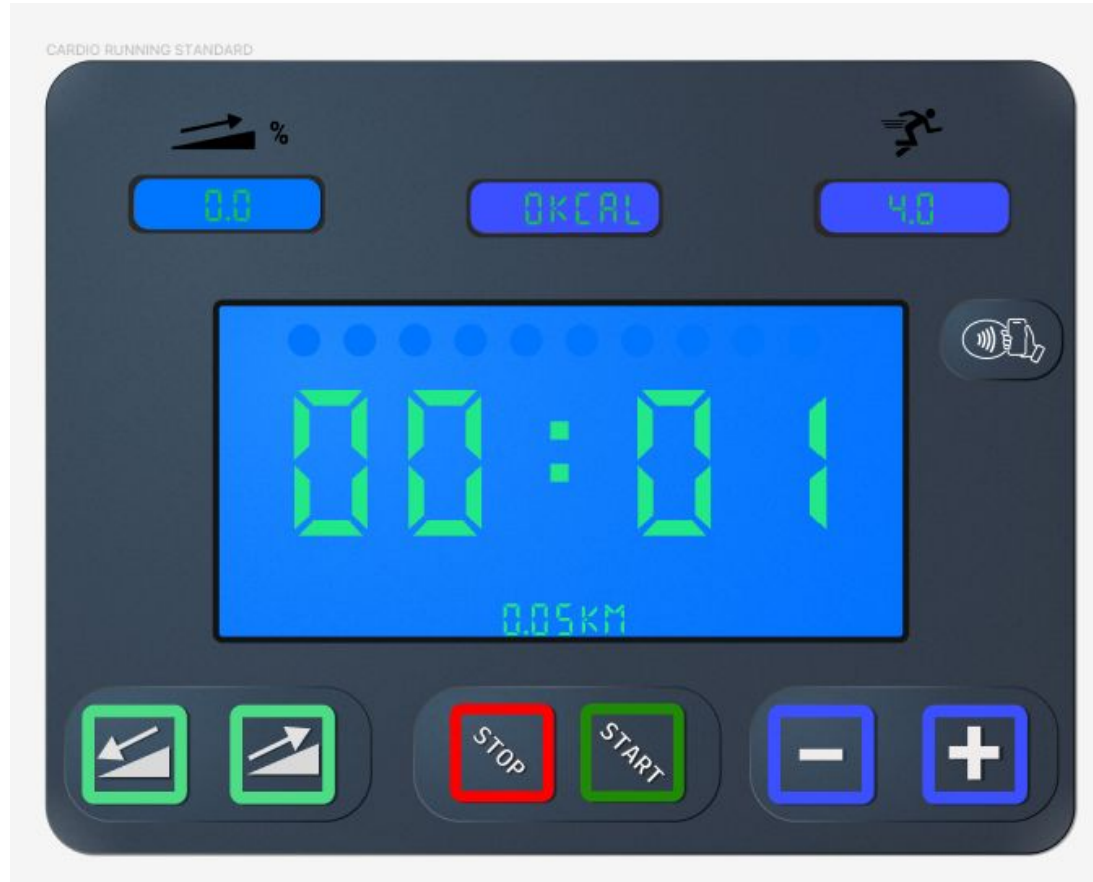 CARDIO RUNNING STANDARD
%
0.0
0KCAL
4.0
00:01
0.05KM
STOP
START